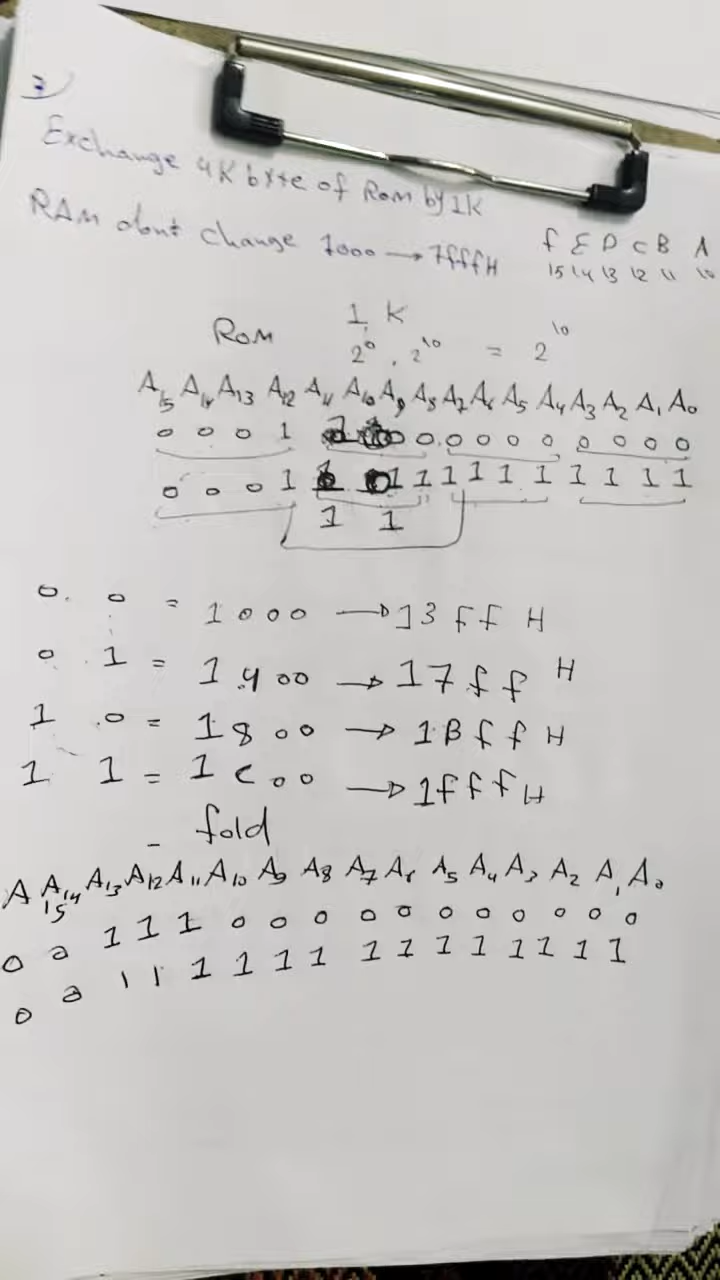 3)
Exchange 4K byte of Rom by 1K
RAM dont change 1000 → 7fffH
f E D C B A
15 14 13 12 11 10
Rom 1 K
2⁰ . 2¹⁰ = 2¹⁰
A15 A14 A13 A12 A11 A10 A9 A8 A7 A6 A5 A4 A3 A2 A1 A0
0 0 0 1 0 0 0 0 0 0 0 0 0 0
0 0 0 1 1 1 1 1 1 1 1 1 1 1
1 1
0 0 = 1000 → 13ff H
0 1 = 1400 → 17ff H
1 0 = 1800 → 1Bff H
1 1 = 1C00 → 1fffH
fold
A15 A14 A13 A12 A11 A10 A9 A8 A7 A6 A5 A4 A3 A2 A1 A0
0 0 1 1 1 0 0 0 0 0 0 0 0 0 0 0
0 0 1 1 1 1 1 1 1 1 1 1 1 1 1 1